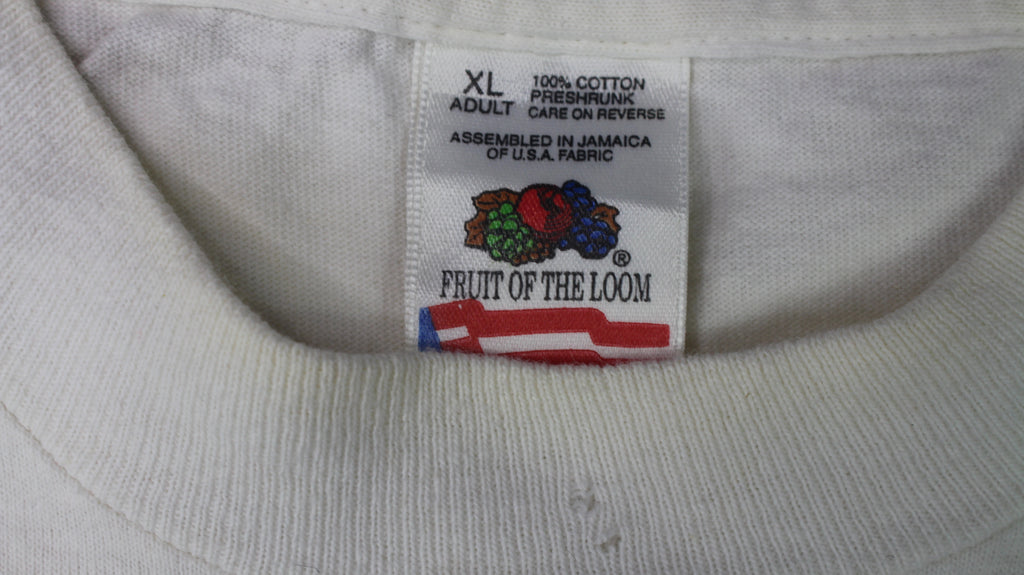 XL
ADULT
100% COTTON
PRESHRUNK
CARE ON REVERSE
ASSEMBLED IN JAMAICA
OF U.S.A. FABRIC
®
FRUIT OF THE LOOM